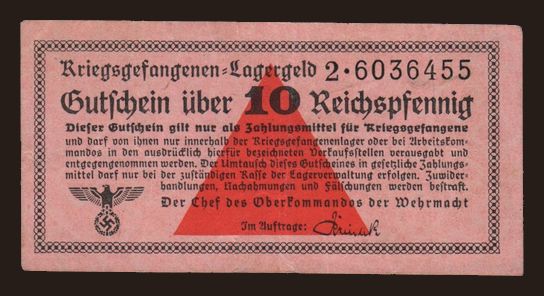 Kriegsgefangenen-Lagergeld 2·6036455
Gutschein über 10 Reichspfennig
Dieser Gutschein gilt nur als Zahlungsmittel für Kriegsgefangene
und darf von ihnen nur innerhalb der Kriegsgefangenenlager oder bei Arbeitskom-
mandos in den ausdrücklich hierfür bezeichneten Verkaufsstellen verausgabt und
entgegengenommen werden. Der Umtausch dieses Gutscheines in gesetzliche Zahlungs-
mittel darf nur bei der zuständigen Kasse der Lagerverwaltung erfolgen. Zuwider-
handlungen, Nachahmungen und Fälschungen werden bestraft.
Der Chef des Oberkommandos der Wehrmacht
Im Auftrage: